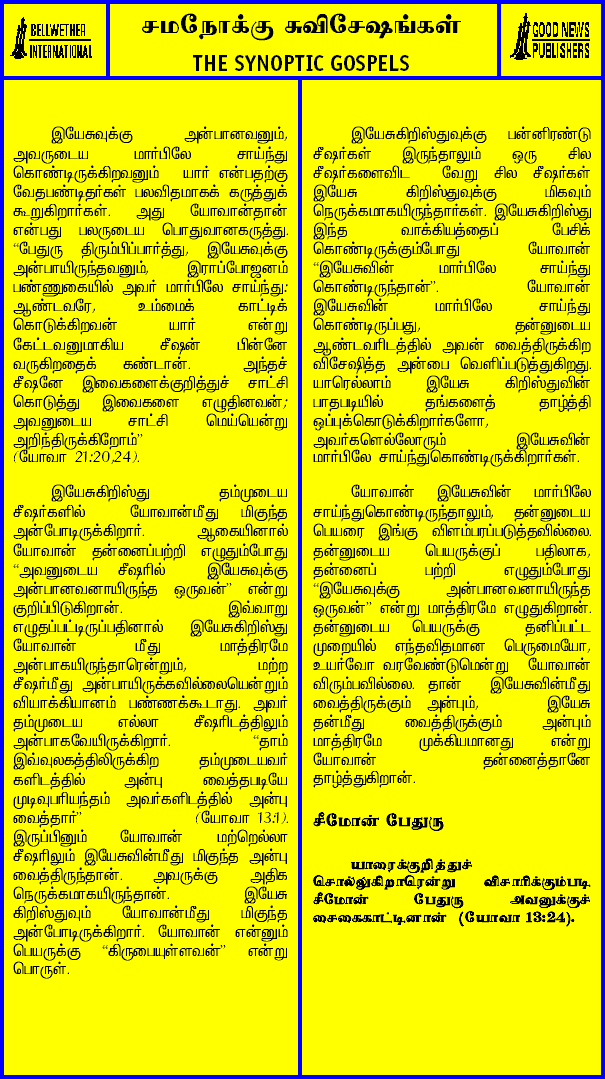 BELLWETHER
INTERNATIONAL
சமநோக்கு சுவிசேஷங்கள்
THE SYNOPTIC GOSPELS
GOOD NEWS
PUBLISHERS
இயேசுவுக்கு அன்பானவனும்,
அவருடைய மார்பிலே சாய்ந்து
கொண்டிருக்கிறவனும் யார் என்பதற்கு
வேதபண்டிதர்கள் பலவிதமாகக் கருத்துக்
கூறுகிறார்கள். அது யோவான்தான்
என்பது பலருடைய பொதுவானகருத்து.
“பேதுரு திரும்பிப்பார்த்து, இயேசுவுக்கு
அன்பாயிருந்தவனும், இராப்போஜனம்
பண்ணுகையில் அவர் மார்பிலே சாய்ந்து:
ஆண்டவரே, உம்மைக் காட்டிக்
கொடுக்கிறவன் யார் என்று
கேட்டவனுமாகிய சீஷன் பின்னே
வருகிறதைக் கண்டான். அந்தச்
சீஷனே இவைகளைக்குறித்துச் சாட்சி
கொடுத்து இவைகளை எழுதினவன்;
அவனுடைய சாட்சி மெய்யென்று
அறிந்திருக்கிறோம்”
(யோவா 21:20,24).
இயேசுகிறிஸ்து தம்முடைய
சீஷர்களில் யோவான்மீது மிகுந்த
அன்போடிருக்கிறார். ஆகையினால்
யோவான் தன்னைப்பற்றி எழுதும்போது
“அவனுடைய சீஷரில் இயேசுவுக்கு
அன்பானவனாயிருந்த ஒருவன்” என்று
குறிப்பிடுகிறான். இவ்வாறு
எழுதப்பட்டிருப்பதினால் இயேசுகிறிஸ்து
யோவான் மீது மாத்திரமே
அன்பாகயிருந்தாரென்றும், மற்ற
சீஷர்மீது அன்பாயிருக்கவில்லையென்றும்
வியாக்கியானம் பண்ணக்கூடாது. அவர்
தம்முடைய எல்லா சீஷரிடத்திலும்
அன்பாகவேயிருக்கிறார். “தாம்
இவ்வுலகத்திலிருக்கிற தம்முடையவர்
களிடத்தில் அன்பு வைத்தபடியே
முடிவுபரியந்தம் அவர்களிடத்தில் அன்பு
வைத்தார்” (யோவா 13:1).
இருப்பினும் யோவான் மற்றெல்லா
சீஷரிலும் இயேசுவின்மீது மிகுந்த அன்பு
வைத்திருந்தான். அவருக்கு அதிக
நெருக்கமாகயிருந்தான். இயேசு
கிறிஸ்துவும் யோவான்மீது மிகுந்த
அன்போடிருக்கிறார். யோவான் என்னும்
பெயருக்கு “கிருபையுள்ளவன்” என்று
பொருள்.
இயேசுகிறிஸ்துவுக்கு பன்னிரண்டு
சீஷர்கள் இருந்தாலும் ஒரு சில
சீஷர்களைவிட வேறு சில சீஷர்கள்
இயேசு கிறிஸ்துவுக்கு மிகவும்
நெருக்கமாகயிருந்தார்கள். இயேசுகிறிஸ்து
இந்த வாக்கியத்தைப் பேசிக்
கொண்டிருக்கும்போது யோவான்
“இயேசுவின் மார்பிலே சாய்ந்து
கொண்டிருந்தான்”. யோவான்
இயேசுவின் மார்பிலே சாய்ந்து
கொண்டிருப்பது, தன்னுடைய
ஆண்டவரிடத்தில் அவன் வைத்திருக்கிற
விசேஷித்த அன்பை வெளிப்படுத்துகிறது.
யாரெல்லாம் இயேசு கிறிஸ்துவின்
பாதபடியில் தங்களைத் தாழ்த்தி
ஒப்புக்கொடுக்கிறார்களோ,
அவர்களெல்லோரும் இயேசுவின்
மார்பிலே சாய்ந்துகொண்டிருக்கிறார்கள்.
யோவான் இயேசுவின் மார்பிலே
சாய்ந்துகொண்டிருந்தாலும், தன்னுடைய
பெயரை இங்கு விளம்பரப்படுத்தவில்லை.
தன்னுடைய பெயருக்குப் பதிலாக,
தன்னைப் பற்றி எழுதும்போது
“இயேசுவுக்கு அன்பானவனாயிருந்த
ஒருவன்” என்று மாத்திரமே எழுதுகிறான்.
தன்னுடைய பெயருக்கு தனிப்பட்ட
முறையில் எந்தவிதமான பெருமையோ,
உயர்வோ வரவேண்டுமென்று யோவான்
விரும்பவில்லை. தான் இயேசுவின்மீது
வைத்திருக்கும் அன்பும், இயேசு
தன்மீது வைத்திருக்கும் அன்பும்
மாத்திரமே முக்கியமானது என்று
யோவான் தன்னைத்தானே
தாழ்த்துகிறான்.
சீமோன் பேதுரு
யாரைக்குறித்துச்
சொல்லுகிறாரென்று விசாரிக்கும்படி,
சீமோன் பேதுரு அவனுக்குச்
சைகைகாட்டினான் (யோவா 13:24).